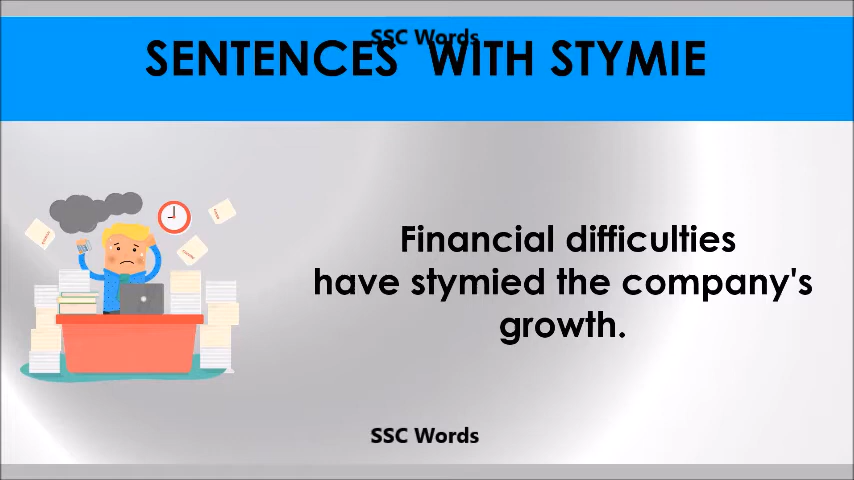 SSC Words
SENTENCES WITH STYMIE
Financial difficulties
have stymied the company's
growth.
SSC Words